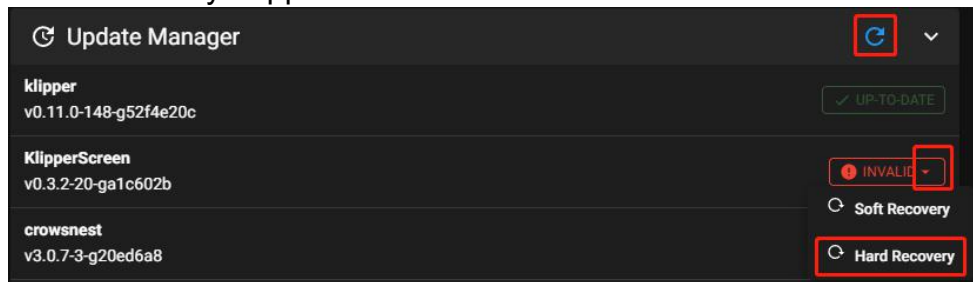 Update Manager
klipper
v0.11.0-148-g52f4e20c
UP-TO-DATE
KlipperScreen
v0.3.2-20-ga1c602b
INVALID
Soft Recovery
crowsnest
v3.0.7-3-g20ed6a8
Hard Recovery